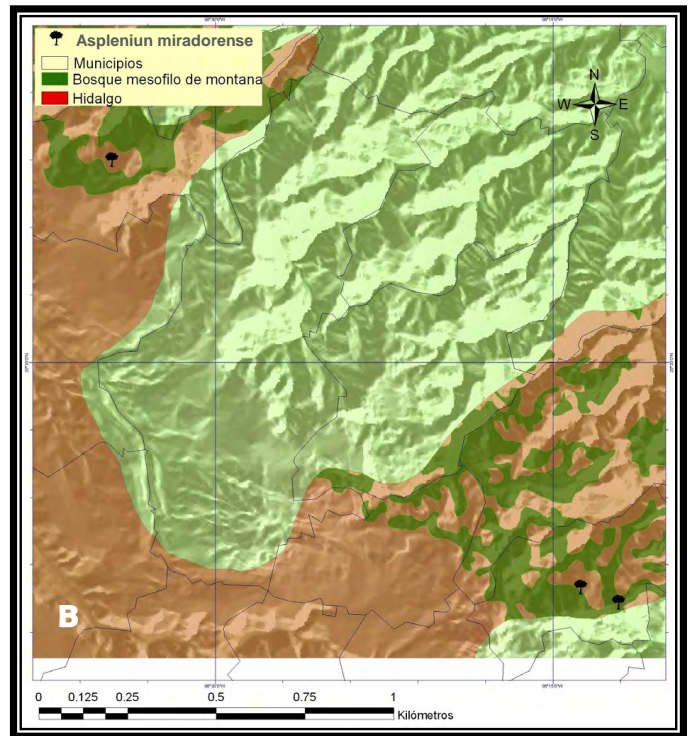 Aspleniun miradorense
Municipios
Bosque mesofilo de montana
Hidalgo
N
W E
S
B
0 0.125 0.25 0.5 0.75 1
Kilómetros